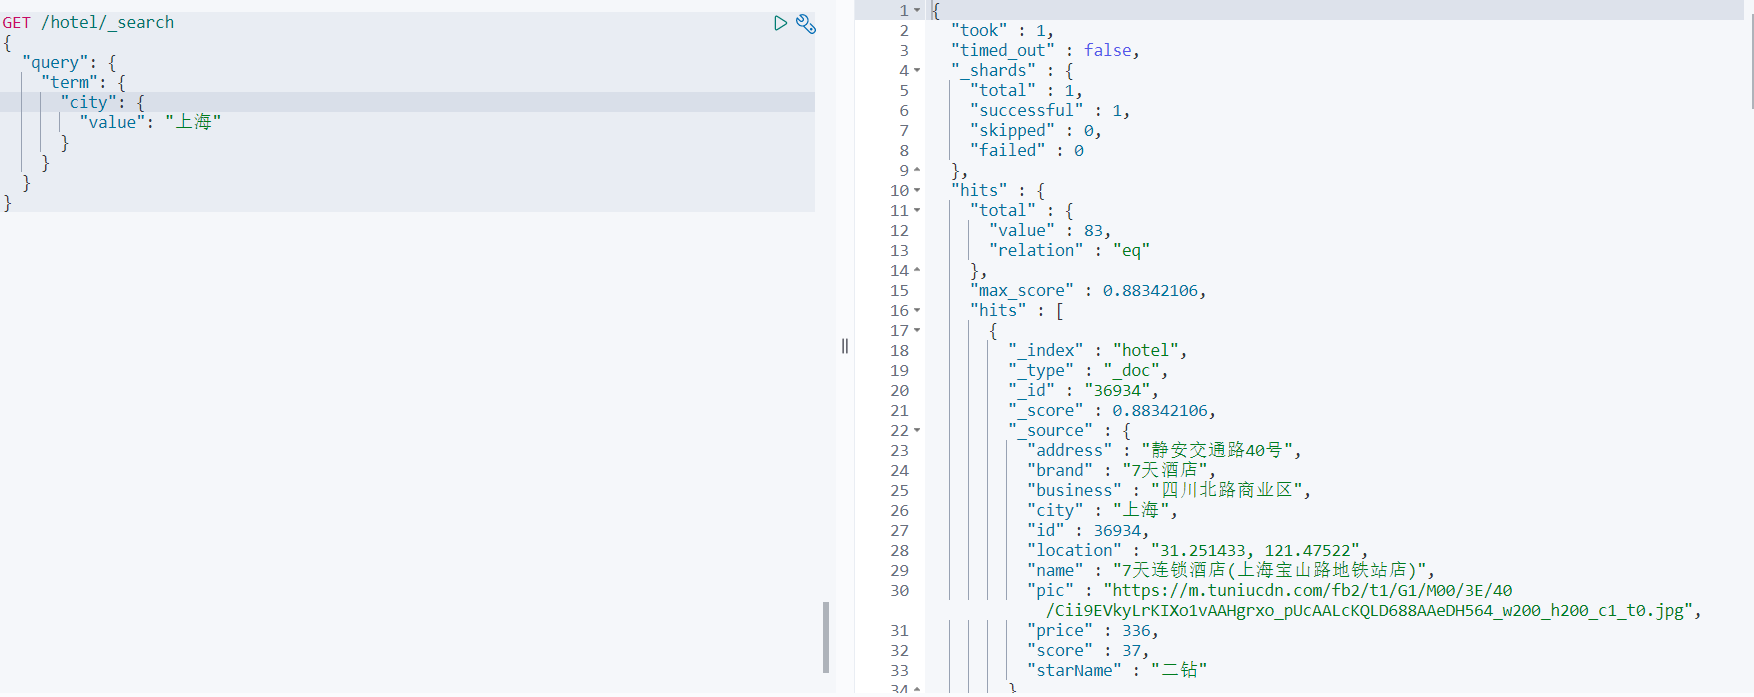 GET /hotel/_search
{
  "query": {
    "term": {
      "city": {
        "value": "上海"
      }
    }
  }
}
1 {
2   "took" : 1,
3   "timed_out" : false,
4   "_shards" : {
5     "total" : 1,
6     "successful" : 1,
7     "skipped" : 0,
8     "failed" : 0
9   },
10   "hits" : {
11     "total" : {
12       "value" : 83,
13       "relation" : "eq"
14     },
15     "max_score" : 0.88342106,
16     "hits" : [
17       {
18         "_index" : "hotel",
19         "_type" : "_doc",
20         "_id" : "36934",
21         "_score" : 0.88342106,
22         "_source" : {
23           "address" : "静安交通路40号",
24           "brand" : "7天酒店",
25           "business" : "四川北路商业区",
26           "city" : "上海",
27           "id" : 36934,
28           "location" : "31.251433, 121.47522",
29           "name" : "7天连锁酒店(上海宝山路地铁站店)",
30           "pic" : "https://m.tuniucdn.com/fb2/t1/G1/M00/3E/40
/Cii9EVkyLrKIXo1vAAHgrxo_pUcAALcKQLD688AAeDH564_w200_h200_c1_t0.jpg",
31           "price" : 336,
32           "score" : 37,
33           "starName" : "二钻"
34         }